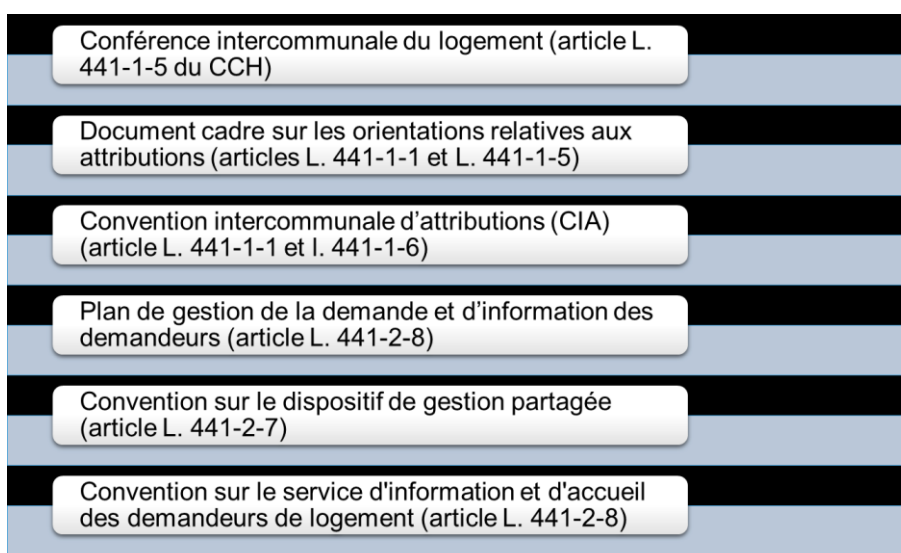 Conférence intercommunale du logement (article L.
441-1-5 du CCH)
Document cadre sur les orientations relatives aux
attributions (articles L. 441-1-1 et L. 441-1-5)
Convention intercommunale d'attributions (CIA)
(article L. 441-1-1 et l. 441-1-6)
Plan de gestion de la demande et d'information des
demandeurs (article L. 441-2-8)
Convention sur le dispositif de gestion partagée
(article L. 441-2-7)
Convention sur le service d'information et d'accueil
des demandeurs de logement (article L. 441-2-8)